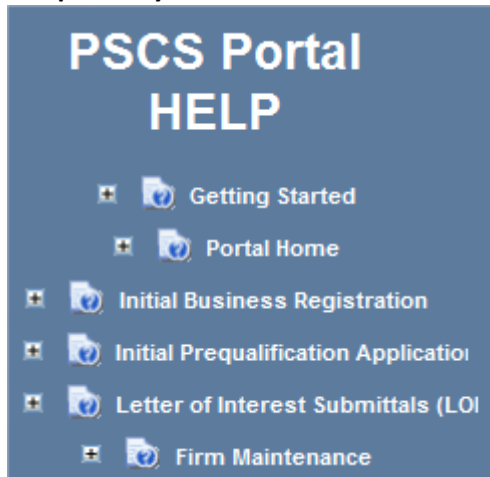 PSCS Portal
HELP
Getting Started
Portal Home
Initial Business Registration
Initial Prequalification Applicatio
Letter of Interest Submittals (LOI
Firm Maintenance